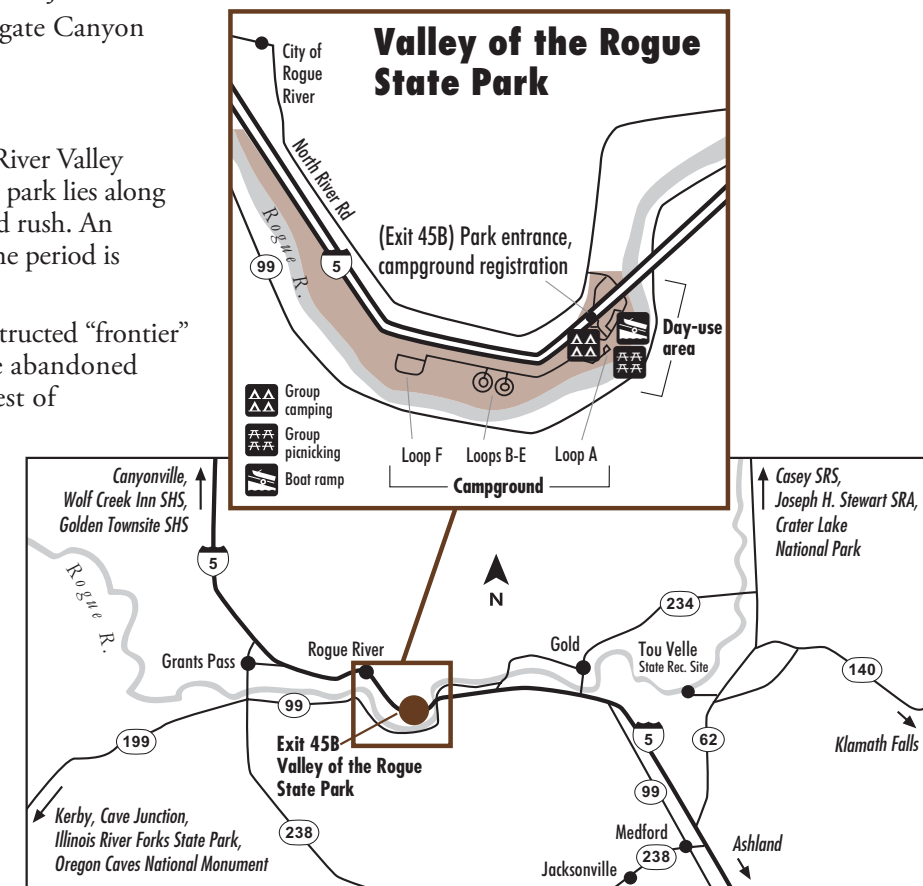 gate Canyon
River Valley
park lies along
d rush. An
ne period is
structed “frontier”
e abandoned
est of
Valley of the Rogue
State Park
City of
Rogue
River
North River Rd
Rogue R.
99
5
(Exit 45B) Park entrance,
campground registration
Day-use
area
Group
camping
Group
picnicking
Boat ramp
Loop F
Loops B-E
Loop A
Campground
Canyonville,
Wolf Creek Inn SHS,
Golden Townsite SHS
5
Casey SRS,
Joseph H. Stewart SRA,
Crater Lake
National Park
Rogue R.
N
234
Grants Pass
Rogue River
Gold
Tou Velle
State Rec. Site
140
99
199
Exit 45B
Valley of the Rogue
State Park
5
62
Klamath Falls
99
Kerby, Cave Junction,
Illinois River Forks State Park,
Oregon Caves National Monument
238
Medford
238
Ashland
Jacksonville